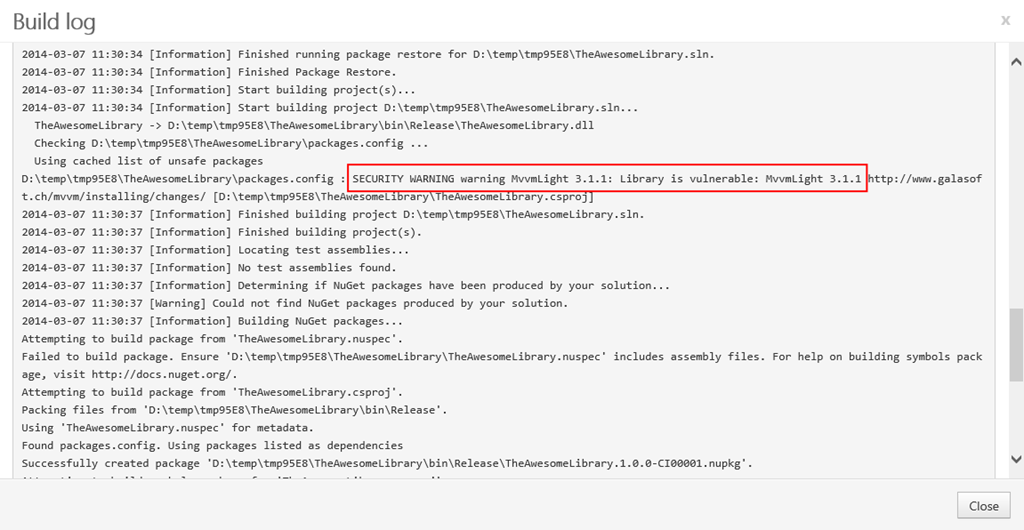 Build log
x
2014-03-07 11:30:34 [Information] Finished running package restore for D:\temp\tmp95E8\TheAwesomeLibrary.sln.
2014-03-07 11:30:34 [Information] Finished Package Restore.
2014-03-07 11:30:34 [Information] Start building project(s)...
2014-03-07 11:30:34 [Information] Start building project D:\temp\tmp95E8\TheAwesomeLibrary.sln...
TheAwesomeLibrary -> D:\temp\tmp95E8\TheAwesomeLibrary\bin\Release\TheAwesomeLibrary.dll
Checking D:\temp\tmp95E8\TheAwesomeLibrary\packages.config ...
Using cached list of unsafe packages
D:\temp\tmp95E8\TheAwesomeLibrary\packages.config : SECURITY WARNING warning MvvmLight 3.1.1: Library is vulnerable: MvvmLight 3.1.1 http://www.galasof
t.ch/mvvm/installing/changes/ [D:\temp\tmp95E8\TheAwesomeLibrary\TheAwesomeLibrary.csproj]
2014-03-07 11:30:37 [Information] Finished building project D:\temp\tmp95E8\TheAwesomeLibrary.sln.
2014-03-07 11:30:37 [Information] Finished building project(s).
2014-03-07 11:30:37 [Information] Locating test assemblies...
2014-03-07 11:30:37 [Information] No test assemblies found.
2014-03-07 11:30:37 [Information] Determining if NuGet packages have been produced by your solution...
2014-03-07 11:30:37 [Warning] Could not find NuGet packages produced by your solution.
2014-03-07 11:30:37 [Information] Building NuGet packages...
Attempting to build package from 'TheAwesomeLibrary.nuspec'.
Failed to build package. Ensure 'D:\temp\tmp95E8\TheAwesomeLibrary\TheAwesomeLibrary.nuspec' includes assembly files. For help on building symbols pack
age, visit http://docs.nuget.org/.
Attempting to build package from 'TheAwesomeLibrary.csproj'.
Packing files from 'D:\temp\tmp95E8\TheAwesomeLibrary\bin\Release'.
Using 'TheAwesomeLibrary.nuspec' for metadata.
Found packages.config. Using packages listed as dependencies
Successfully created package 'D:\temp\tmp95E8\TheAwesomeLibrary\bin\Release\TheAwesomeLibrary.1.0.0-CI00001.nupkg'.
Close